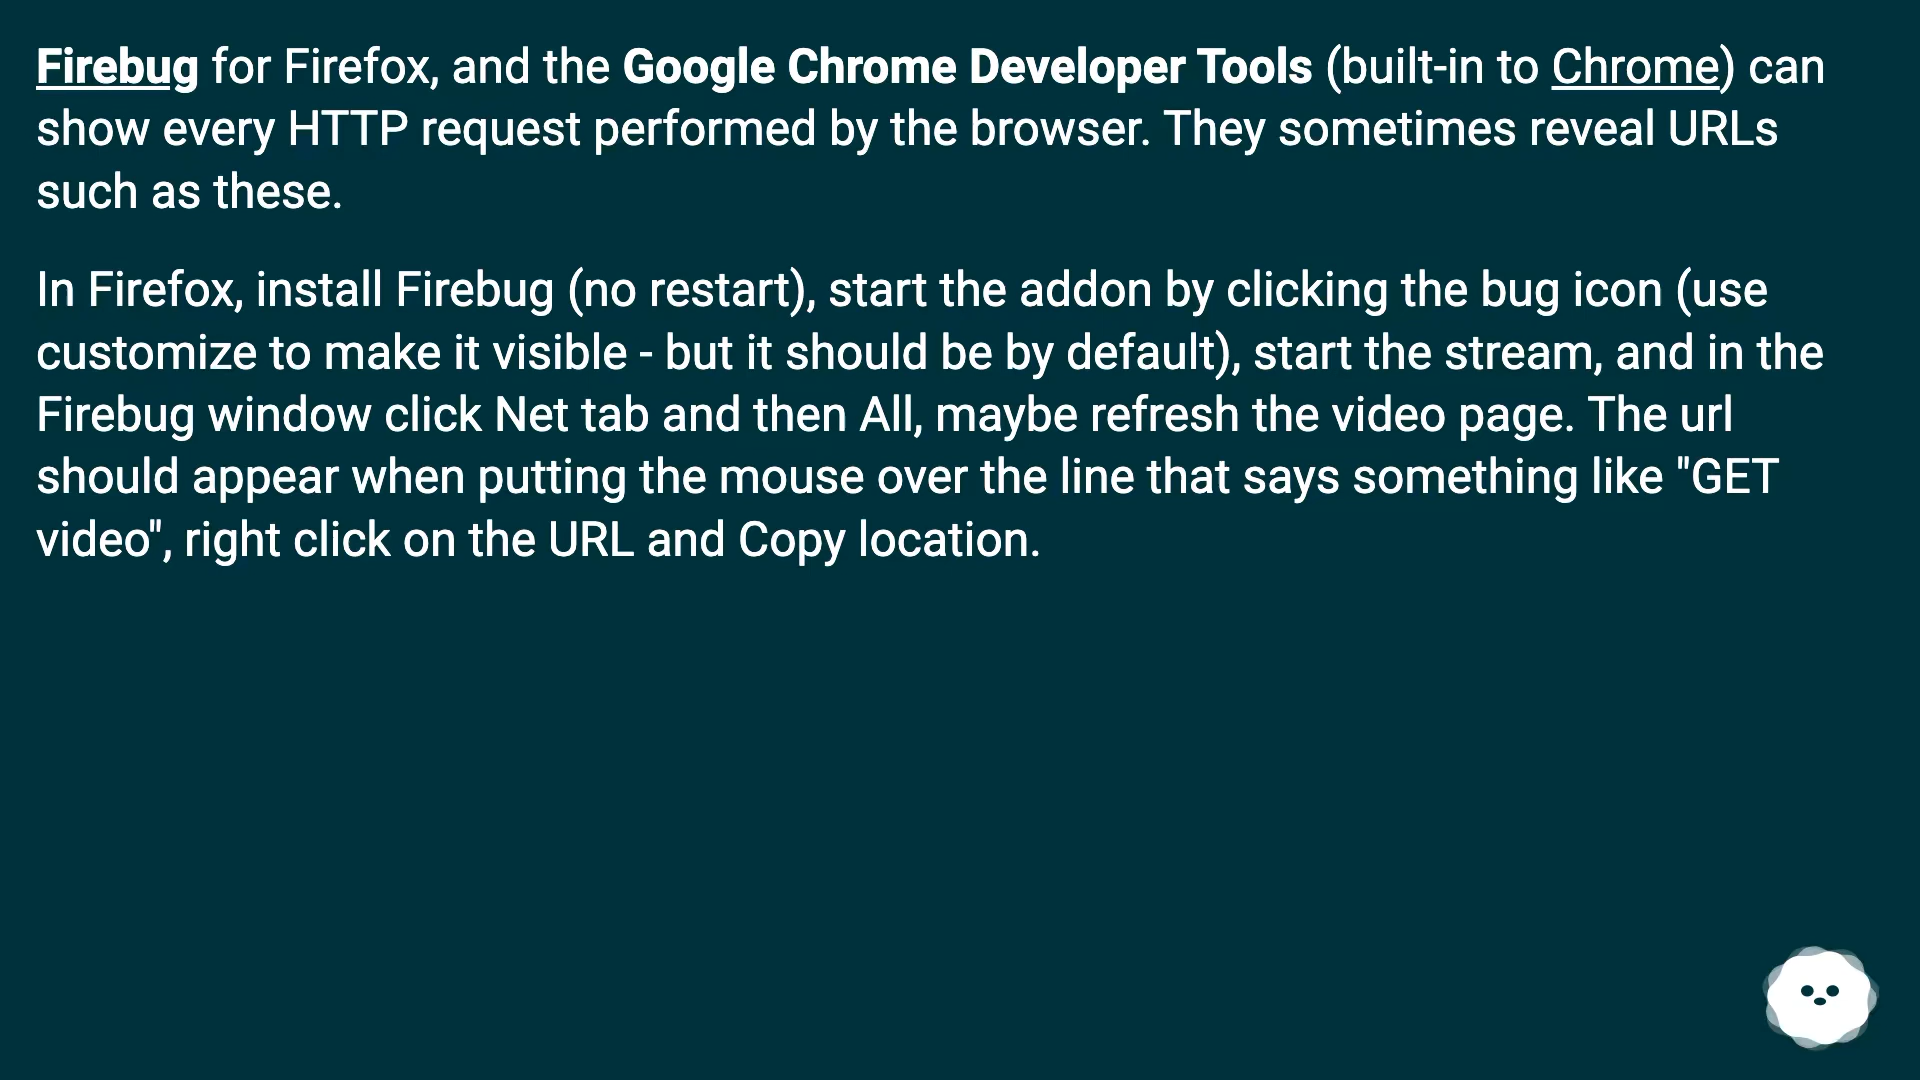 Firebug for Firefox, and the Google Chrome Developer Tools (built-in to Chrome) can
show every HTTP request performed by the browser. They sometimes reveal URLs
such as these.
In Firefox, install Firebug (no restart), start the addon by clicking the bug icon (use
customize to make it visible - but it should be by default), start the stream, and in the
Firebug window click Net tab and then All, maybe refresh the video page. The url
should appear when putting the mouse over the line that says something like "GET
video", right click on the URL and Copy location.